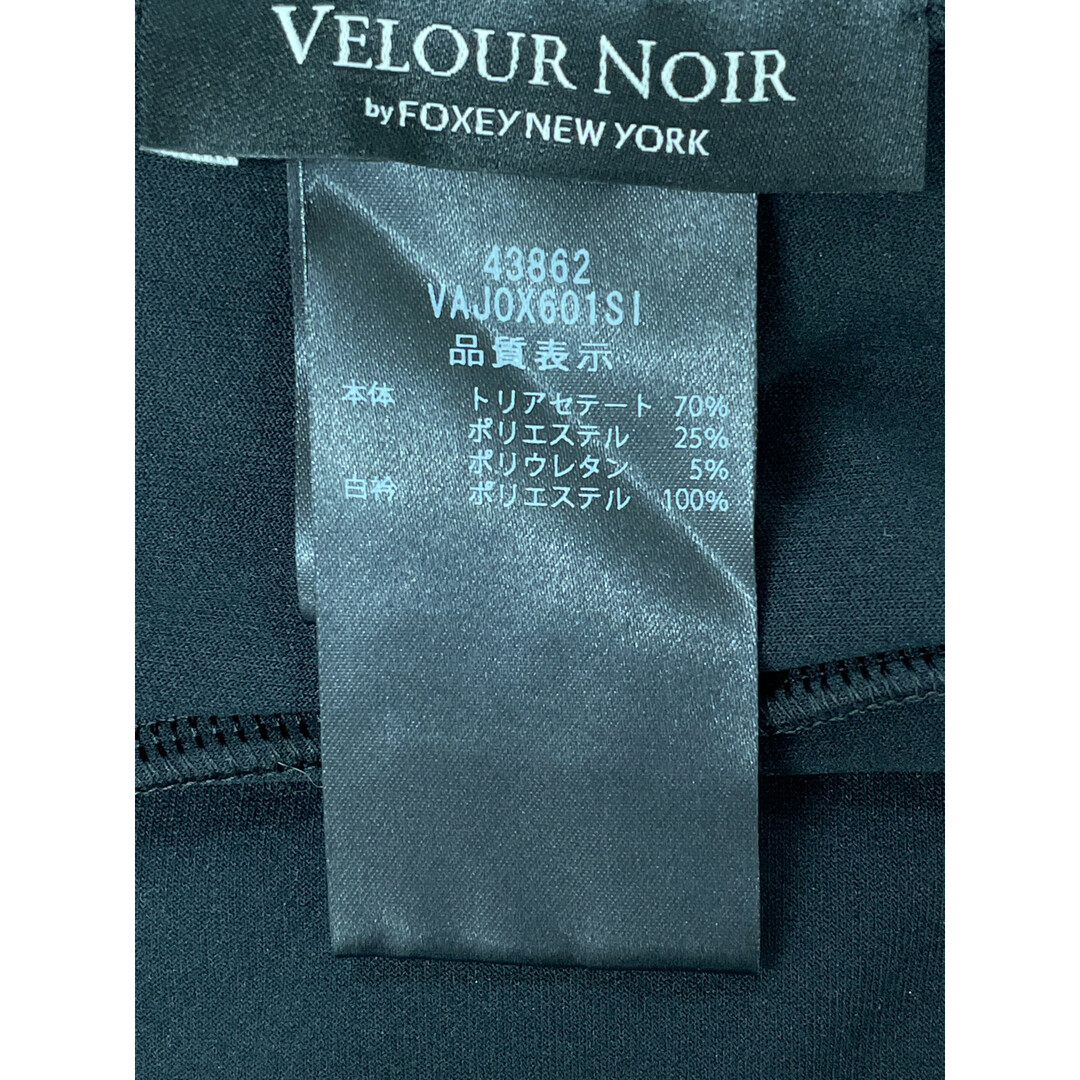 VELOUR NOIR
by FOXEY NEW YORK
43862
VAJOX601SI
品質表示
本体 トリアセテート 70%
ポリエステル 25%
ポリウレタン 5%
白衿 ポリエステル 100%